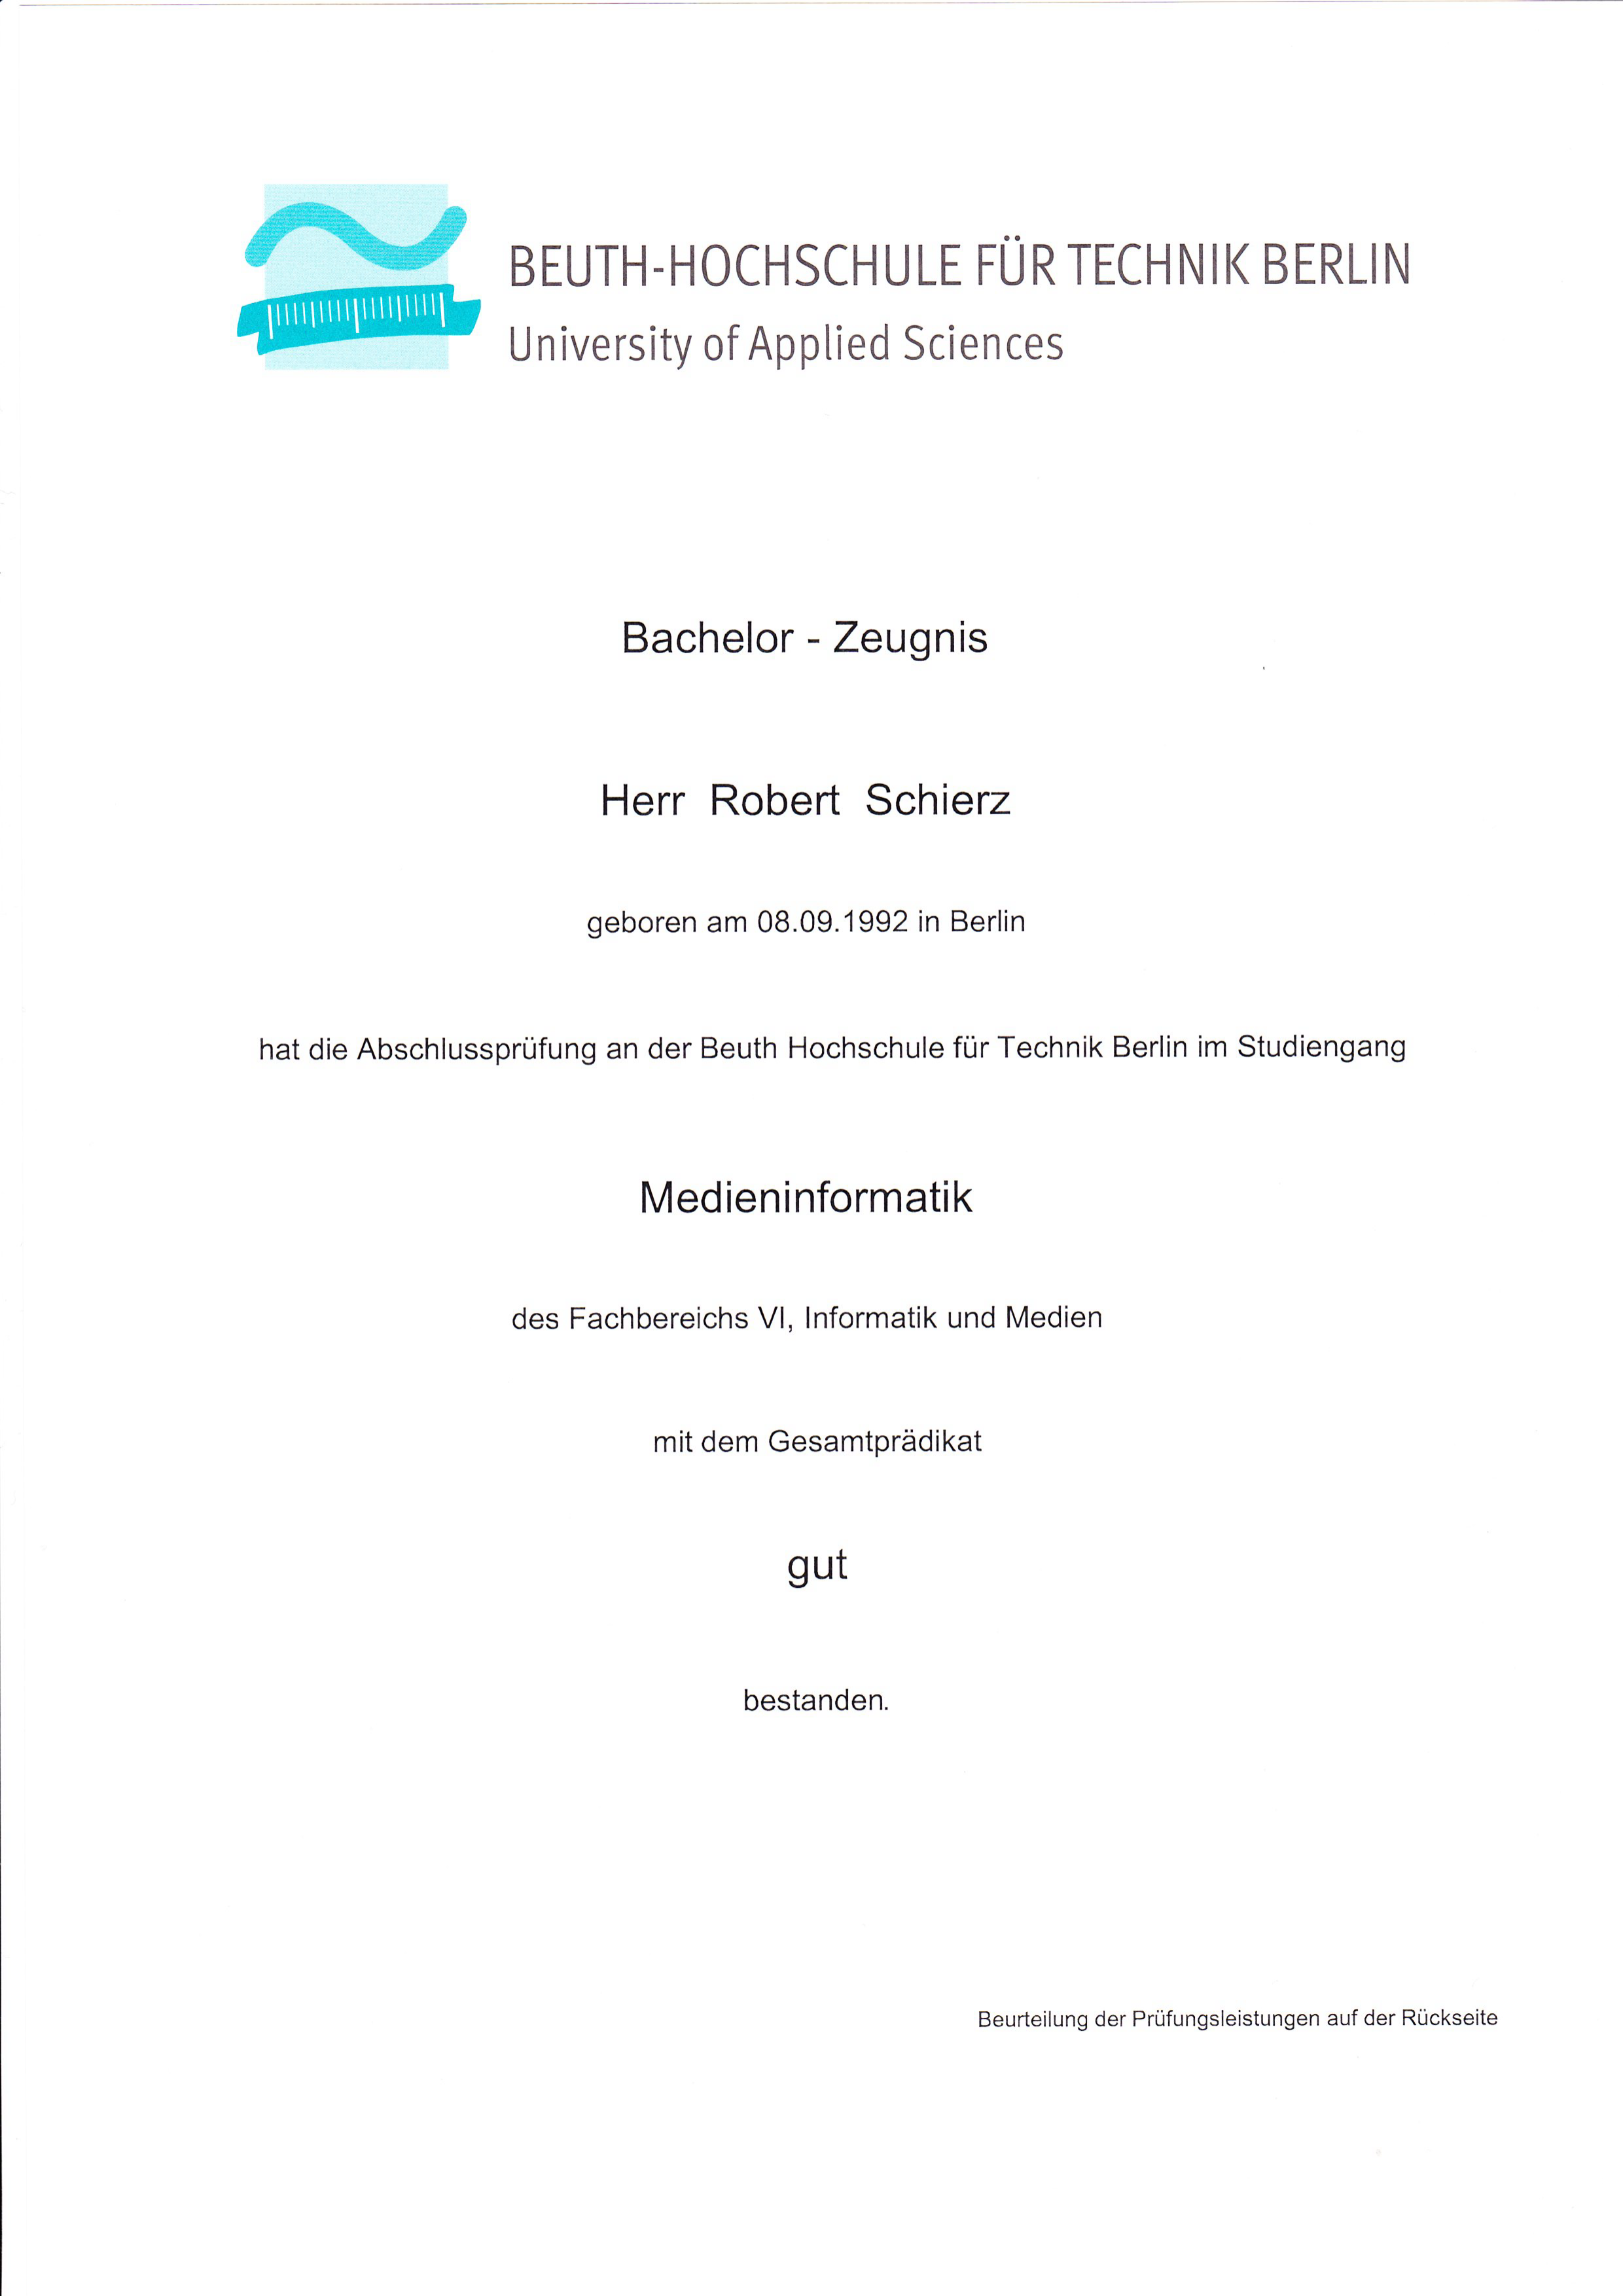 BEUTH-HOCHSCHULE FÜR TECHNIK BERLIN
University of Applied Sciences
Bachelor - Zeugnis
Herr Robert Schierz
geboren am 08.09.1992 in Berlin
hat die Abschlussprüfung an der Beuth Hochschule für Technik Berlin im Studiengang
Medieninformatik
des Fachbereichs VI, Informatik und Medien
mit dem Gesamtprädikat
gut
bestanden.
Beurteilung der Prüfungsleistungen auf der Rückseite